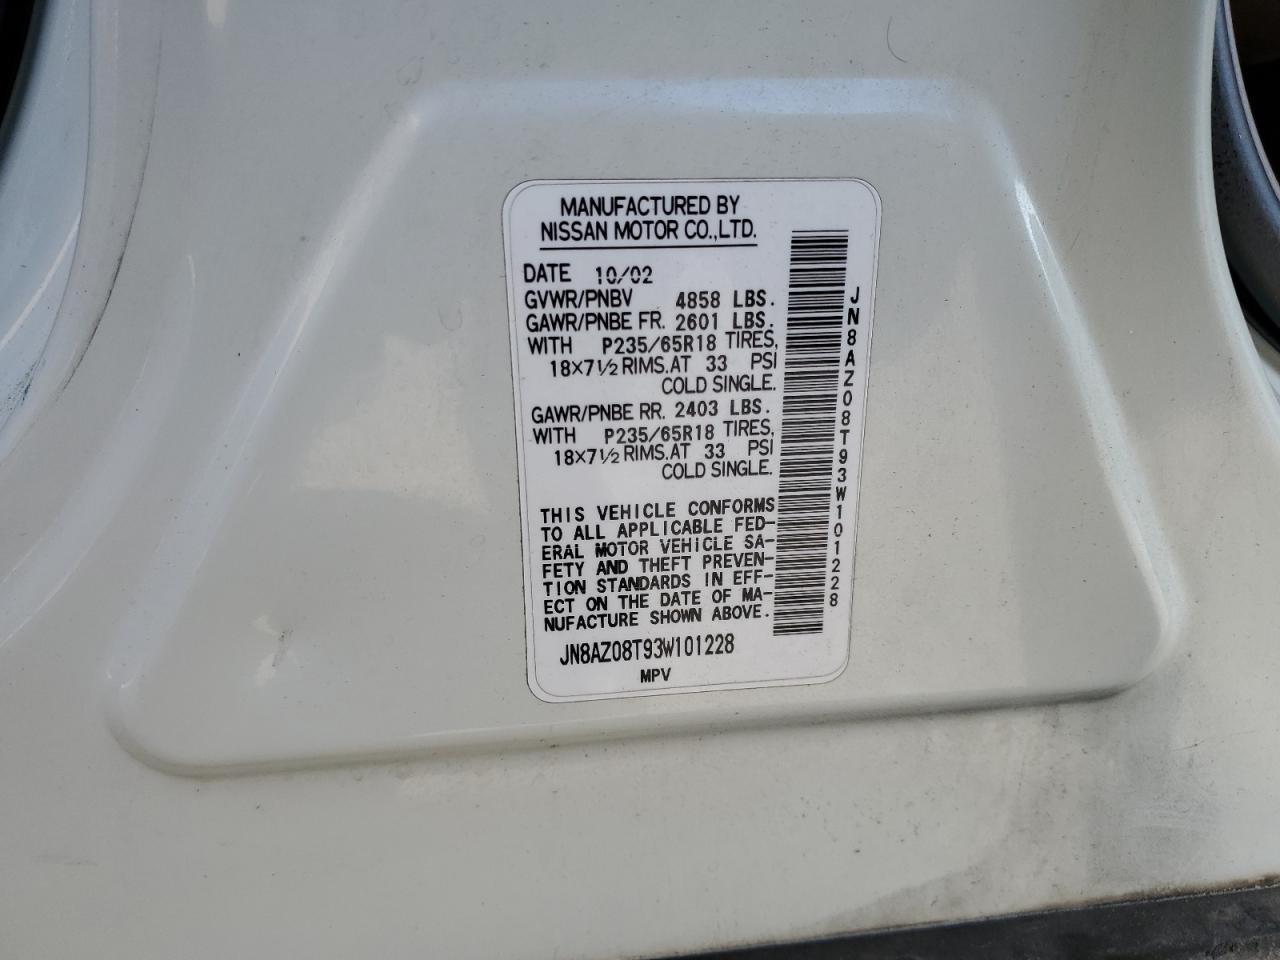 MANUFACTURED BY
NISSAN MOTOR CO.,LTD.
DATE 10/02
GVWR/PNBV 4858 LBS.
GAWR/PNBE FR. 2601 LBS.
WITH P235/65R18 TIRES,
18×7½ RIMS.AT 33 PSI
COLD SINGLE.
GAWR/PNBE RR. 2403 LBS.
WITH P235/65R18 TIRES,
18×7½ RIMS.AT 33 PSI
COLD SINGLE.
THIS VEHICLE CONFORMS
TO ALL APPLICABLE FED-
ERAL MOTOR VEHICLE SA-
FETY AND THEFT PREVEN-
TION STANDARDS IN EFF-
ECT ON THE DATE OF MA-
NUFACTURE SHOWN ABOVE.
JN8AZ08T93W101228
MPV
JN8AZ08T93W101228